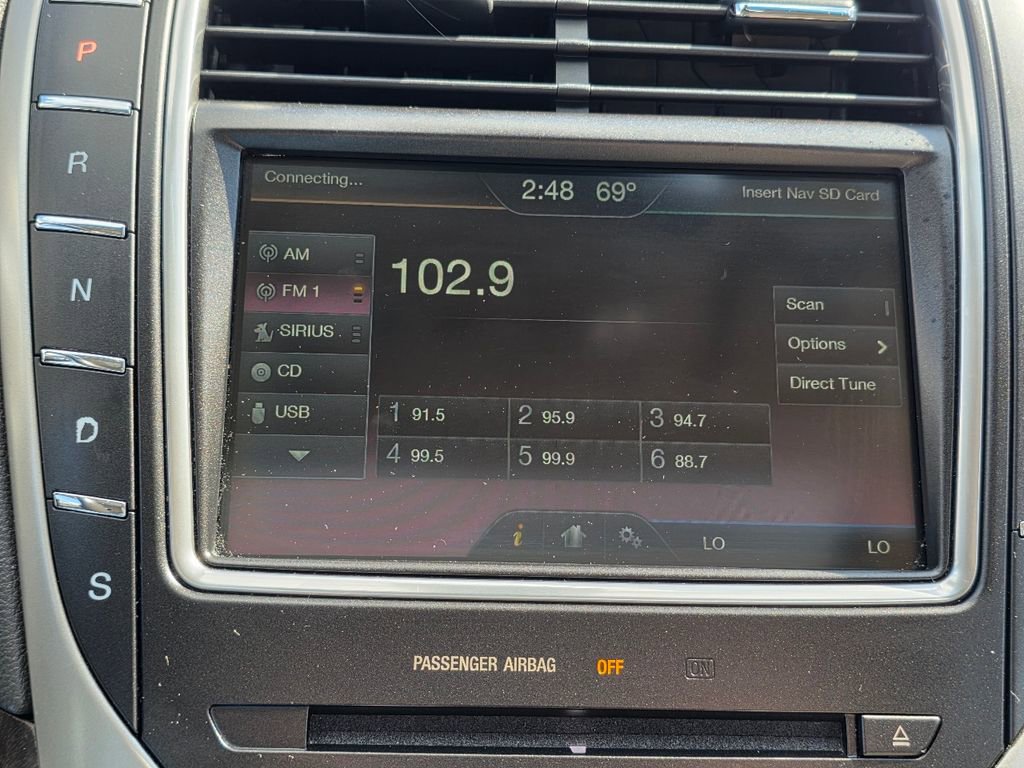 P
R
N
D
S
Connecting...
2:48 69°
Insert Nav SD Card
AM
FM 1
SIRIUS
CD
USB
102.9
Scan
Options >
Direct Tune
1 91.5
2 95.9
3 94.7
4 99.5
5 99.9
6 88.7
i
LO
LO
PASSENGER AIRBAG OFF ON